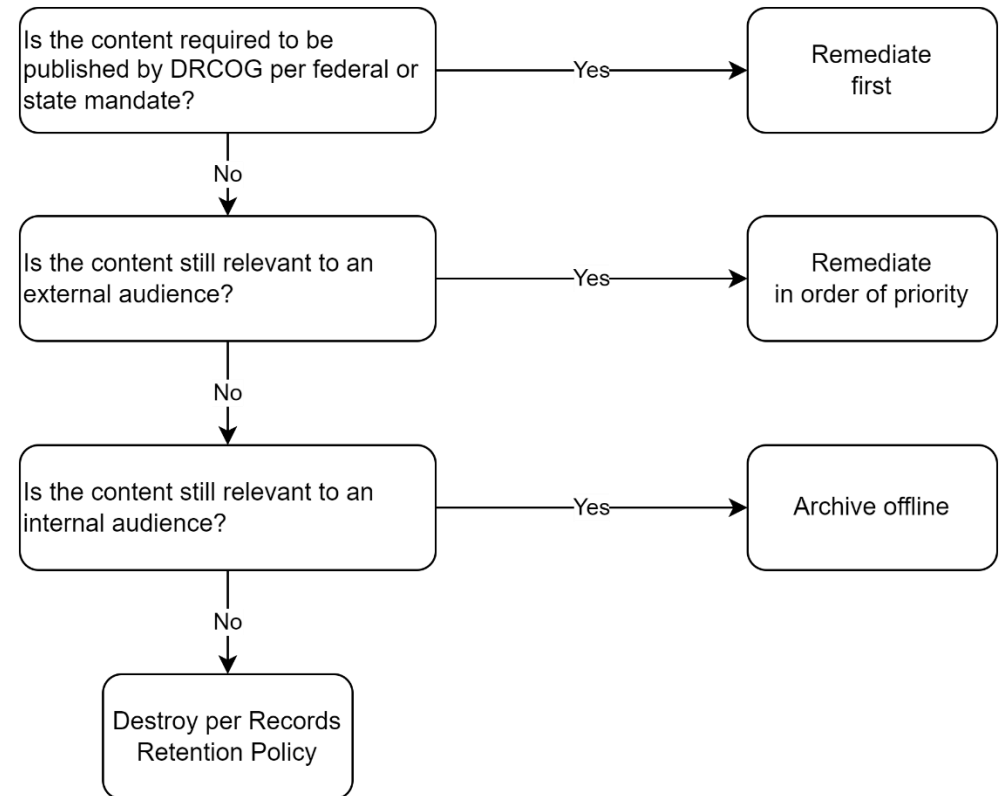 Is the content required to be
published by DRCOG per federal or
state mandate?
Yes
Remediate
first
No
Is the content still relevant to an
external audience?
Yes
Remediate
in order of priority
No
Is the content still relevant to an
internal audience?
Yes
Archive offline
No
Destroy per Records
Retention Policy